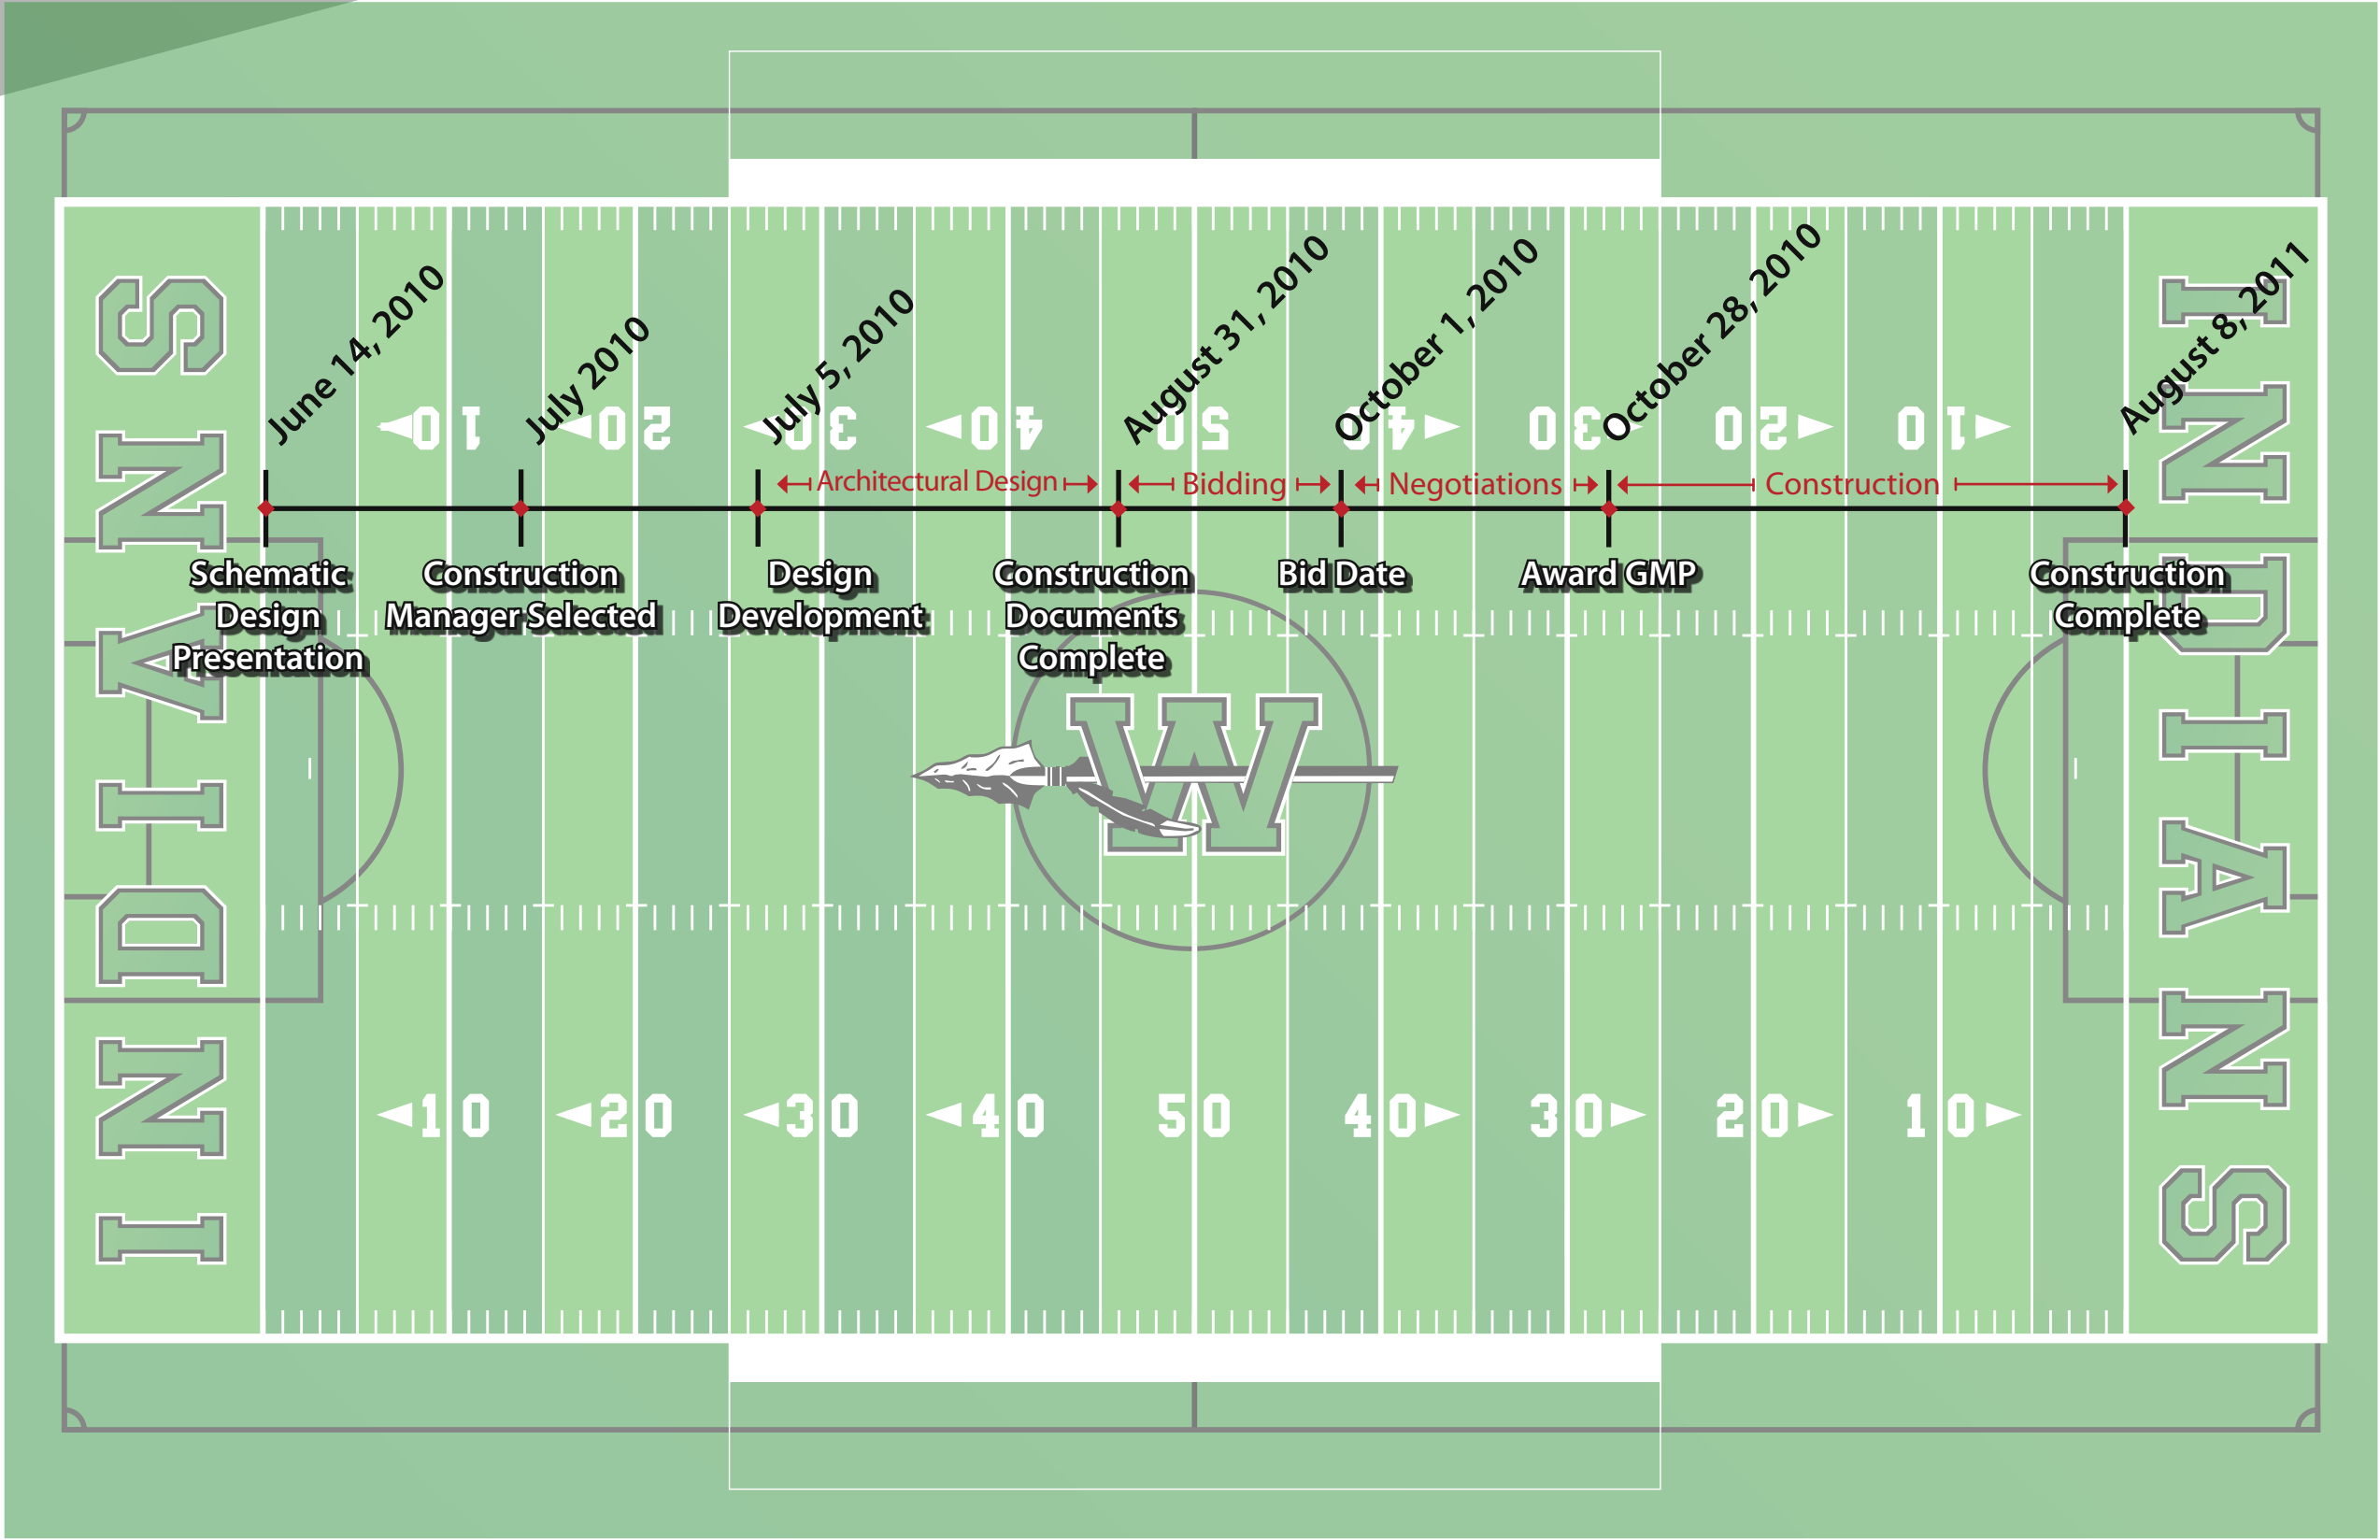 June 14, 2010
July 2010
July 5, 2010
August 31, 2010
October 1, 2010
October 28, 2010
August 8, 2011
10 20 30 40 50 40 30 20 10
Architectural Design
Bidding
Negotiations
Construction
Schematic
Design
Presentation
Construction
Manager Selected
Design
Development
Construction
Documents
Complete
Bid Date
Award GMP
Construction
Complete
INDIANS
W
INDIANS
10 20 30 40 50 40 30 20 10